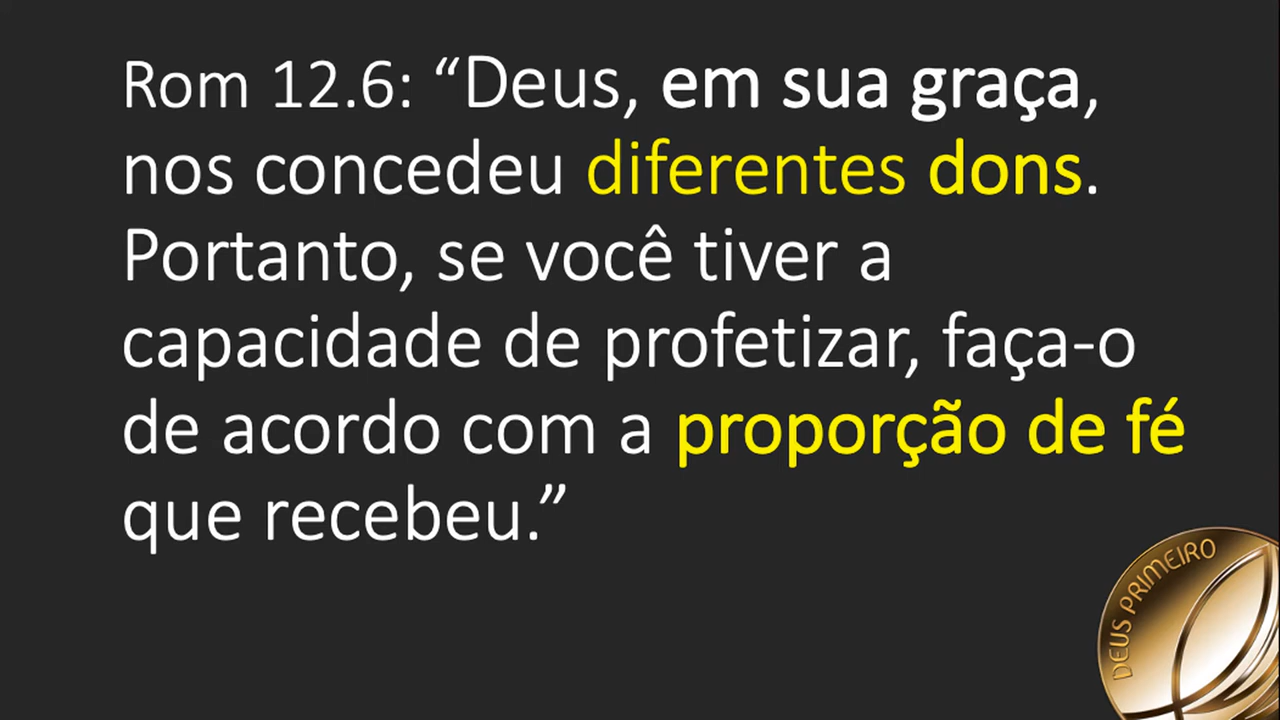 Rom 12.6: “Deus, em sua graça,
nos concedeu diferentes dons.
Portanto, se você tiver a
capacidade de profetizar, faça-o
de acordo com a proporção de fé
que recebeu.”
DEUS PRIMEIRO